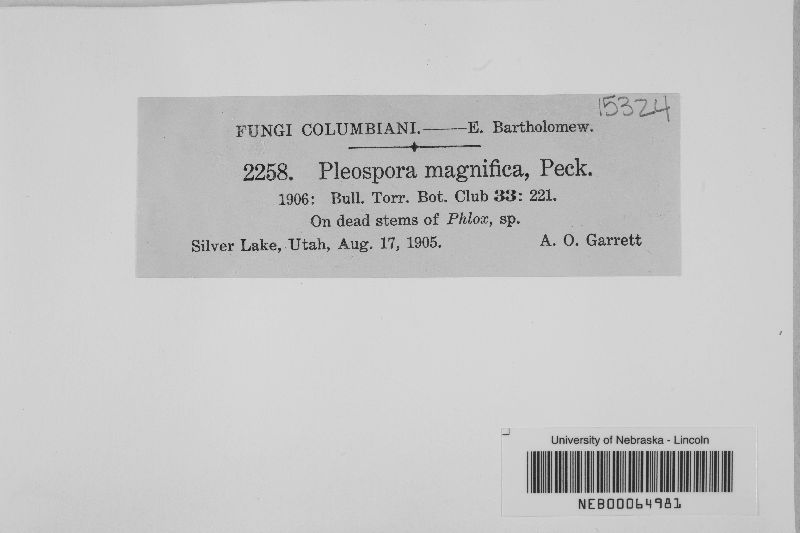 15324
FUNGI COLUMBIANI.——E. Bartholomew.
2258. Pleospora magnifica, Peck.
1906: Bull. Torr. Bot. Club 33: 221.
On dead stems of Phlox, sp.
Silver Lake, Utah, Aug. 17, 1905. A. O. Garrett
University of Nebraska - Lincoln
NEB00064981